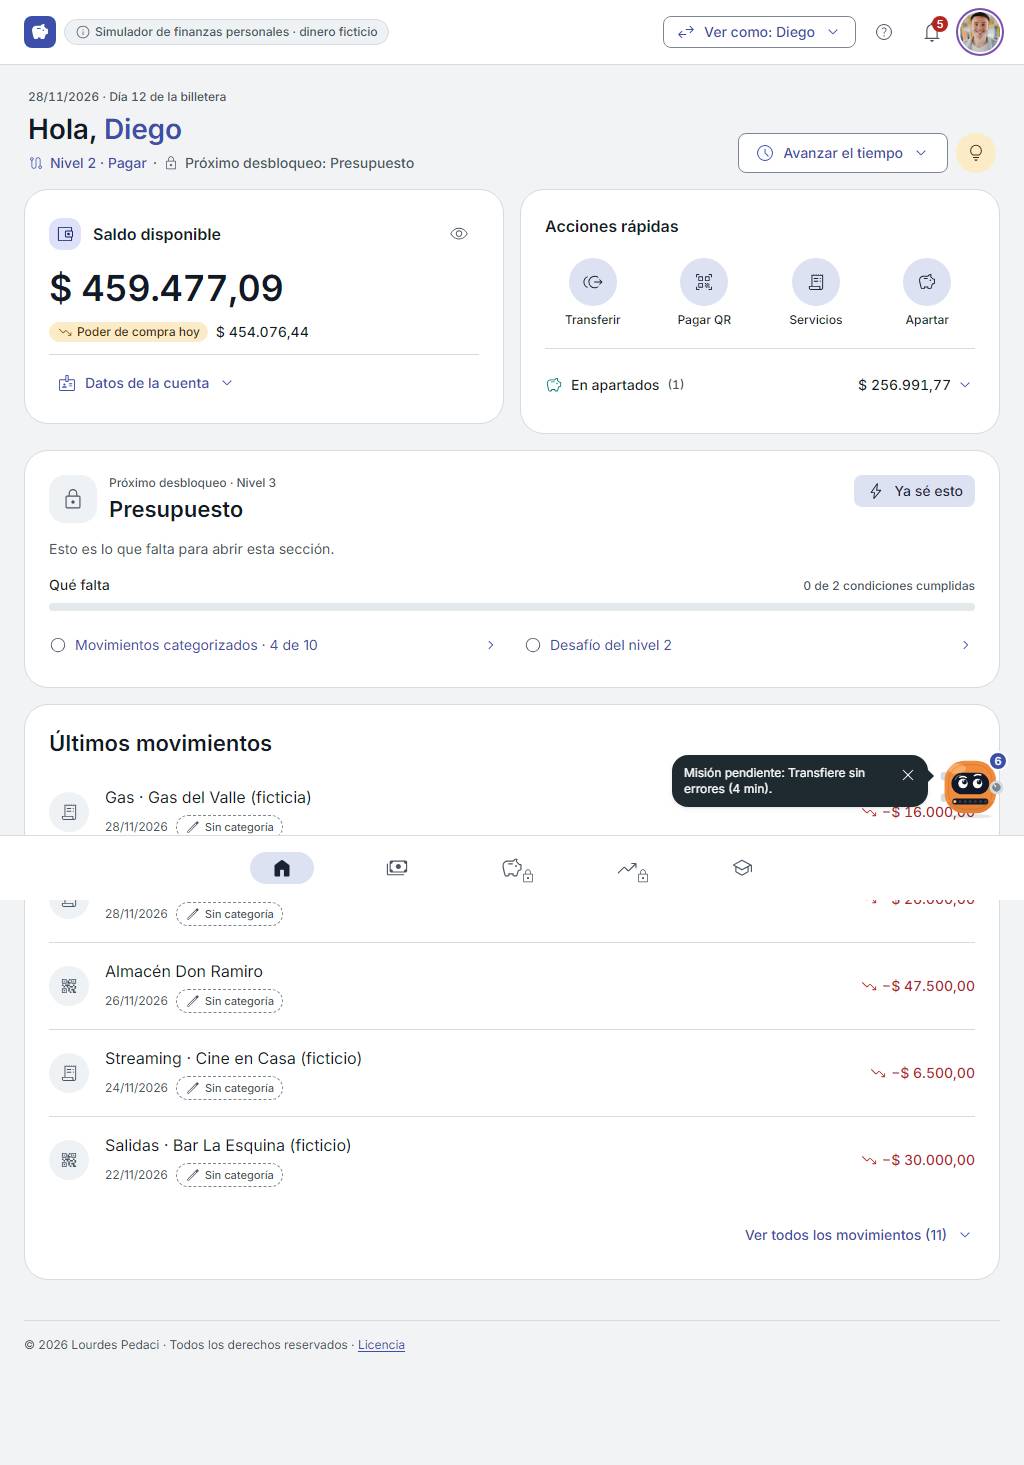 Simulador de finanzas personales · dinero ficticio
Ver como: Diego
5
28/11/2026 · Día 12 de la billetera
Hola, Diego
Nivel 2 · Pagar · Próximo desbloqueo: Presupuesto
Avanzar el tiempo
Saldo disponible
$ 459.477,09
Poder de compra hoy $ 454.076,44
Datos de la cuenta
Acciones rápidas
Transferir
Pagar QR
Servicios
Apartar
En apartados (1)
$ 256.991,77
Próximo desbloqueo · Nivel 3
Presupuesto
Ya sé esto
Esto es lo que falta para abrir esta sección.
Qué falta
0 de 2 condiciones cumplidas
Movimientos categorizados · 4 de 10
Desafío del nivel 2
Últimos movimientos
Misión pendiente: Transfiere sin
errores (4 min).
6
Gas · Gas del Valle (ficticia)
28/11/2026 Sin categoría
−$ 16.000,00
28/11/2026 Sin categoría
Almacén Don Ramiro
26/11/2026 Sin categoría
−$ 47.500,00
Streaming · Cine en Casa (ficticio)
24/11/2026 Sin categoría
−$ 6.500,00
Salidas · Bar La Esquina (ficticio)
22/11/2026 Sin categoría
−$ 30.000,00
Ver todos los movimientos (11)
© 2026 Lourdes Pedaci · Todos los derechos reservados · Licencia